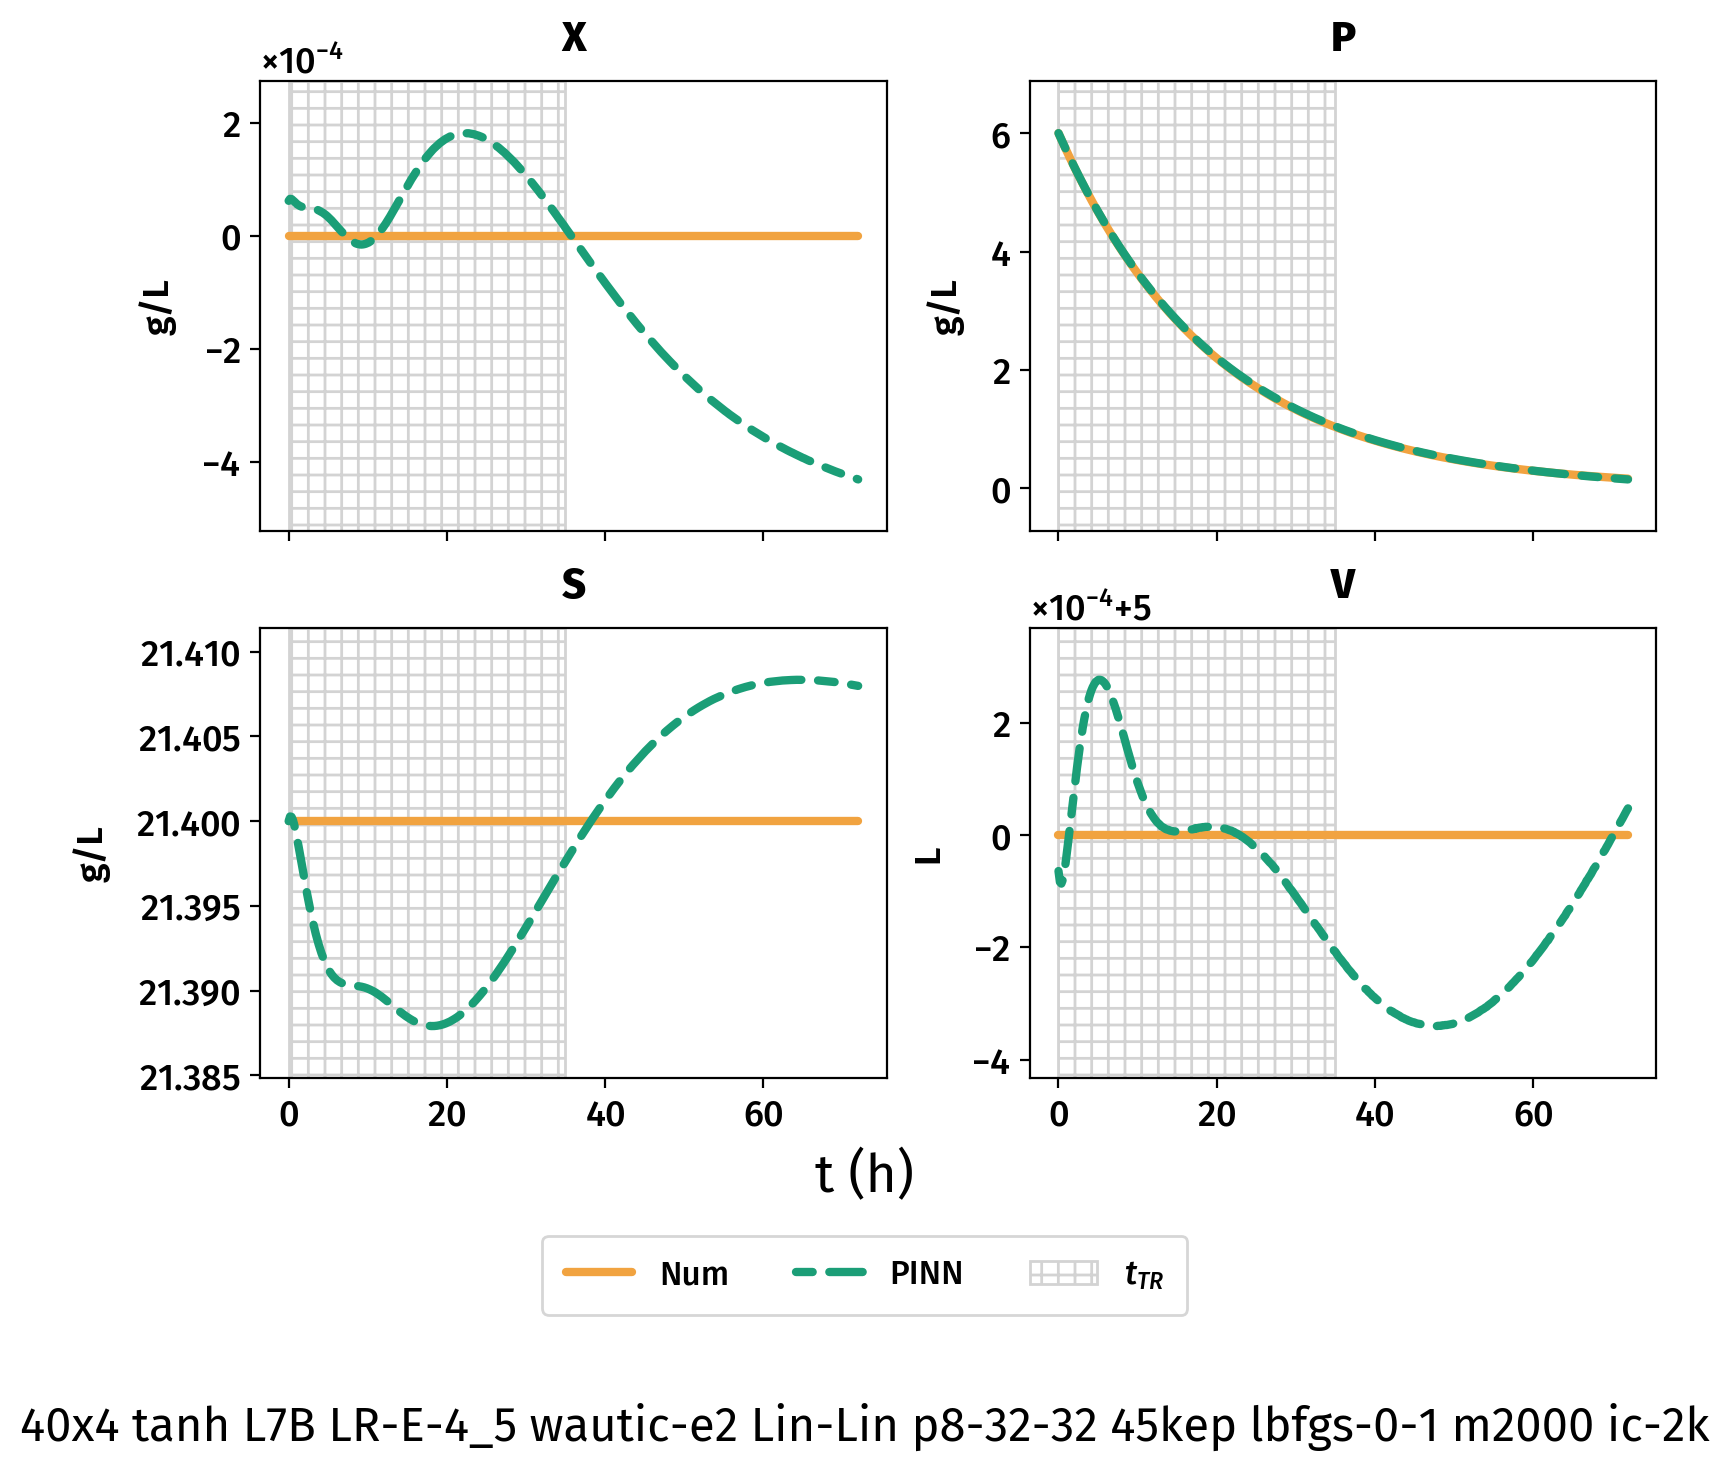 X
×10⁻⁴
2
0
−2
−4
g/L
P
6
4
2
0
g/L
S
21.410
21.405
21.400
21.395
21.390
21.385
g/L
0 20 40 60
V
×10⁻⁴+5
2
0
−2
−4
L
0 20 40 60
t (h)
Num PINN t_TR
40x4 tanh L7B LR-E-4_5 wautic-e2 Lin-Lin p8-32-32 45kep lbfgs-0-1 m2000 ic-2k